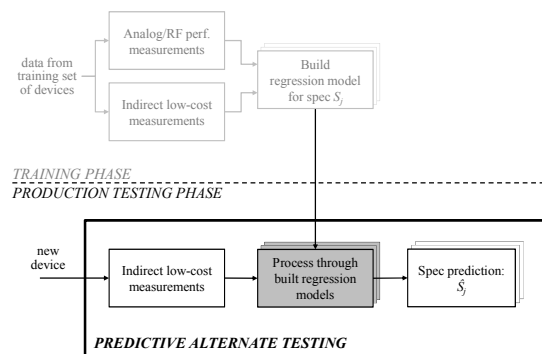 Analog/RF perf.
measurements
data from
training set
of devices
Indirect low-cost
measurements
Build
regression model
for spec Sj
TRAINING PHASE
PRODUCTION TESTING PHASE
new
device
Indirect low-cost
measurements
Process through
built regression
models
Spec prediction:
Ŝj
PREDICTIVE ALTERNATE TESTING